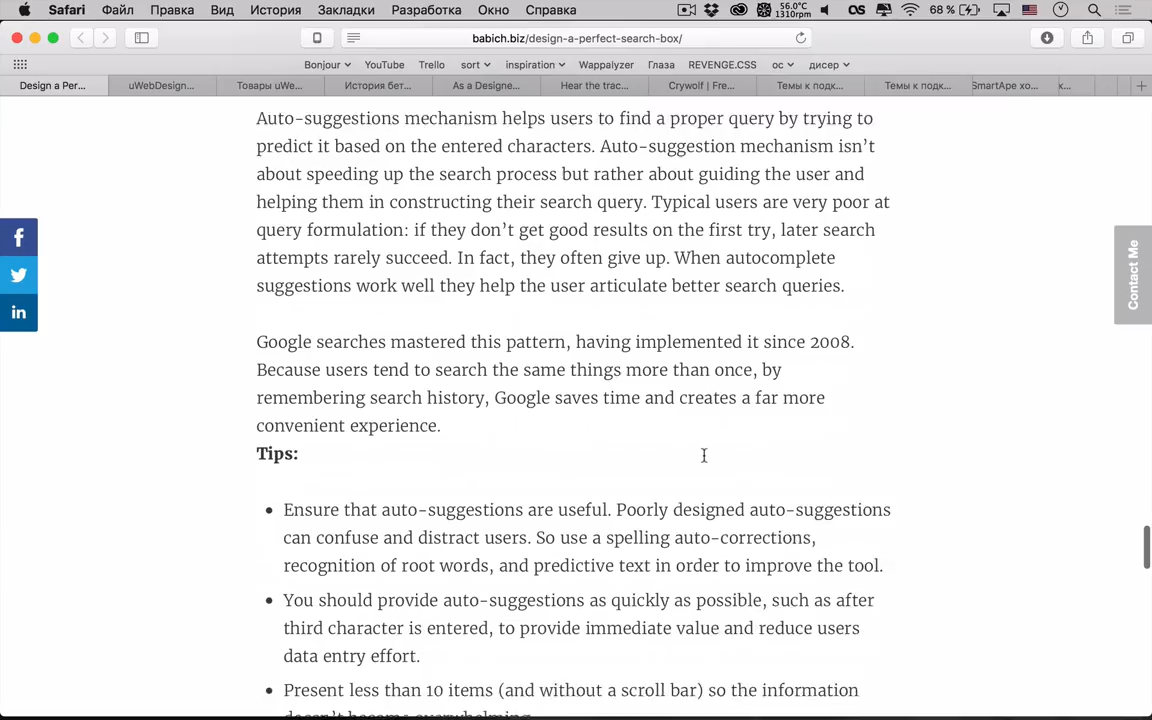 Safari Файл Правка Вид История Закладки Разработка Окно Справка 56.0°C 1310rpm 68 %
babich.biz/design-a-perfect-search-box/
Bonjour YouTube Trello sort inspiration Wappalyzer Глаза REVENGE.CSS ос дисер
Design a Per... uWebDesign... Товары uWe... История бет... As a Designe... Hear the trac... Crywolf | Fre... Темы к подк... Темы к подк... SmartApe хо... к...
Auto-suggestions mechanism helps users to find a proper query by trying to
predict it based on the entered characters. Auto-suggestion mechanism isn’t
about speeding up the search process but rather about guiding the user and
helping them in constructing their search query. Typical users are very poor at
query formulation: if they don’t get good results on the first try, later search
attempts rarely succeed. In fact, they often give up. When autocomplete
suggestions work well they help the user articulate better search queries.
Contact Me
Google searches mastered this pattern, having implemented it since 2008.
Because users tend to search the same things more than once, by
remembering search history, Google saves time and creates a far more
convenient experience.
Tips:
• Ensure that auto-suggestions are useful. Poorly designed auto-suggestions
can confuse and distract users. So use a spelling auto-corrections,
recognition of root words, and predictive text in order to improve the tool.
• You should provide auto-suggestions as quickly as possible, such as after
third character is entered, to provide immediate value and reduce users
data entry effort.
• Present less than 10 items (and without a scroll bar) so the information
doesn’t become overwhelming.